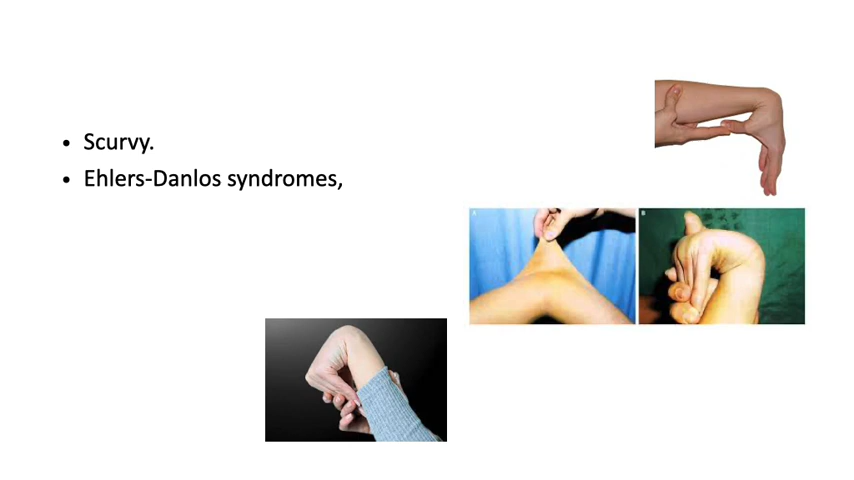 • Scurvy.
• Ehlers-Danlos syndromes,
A
B